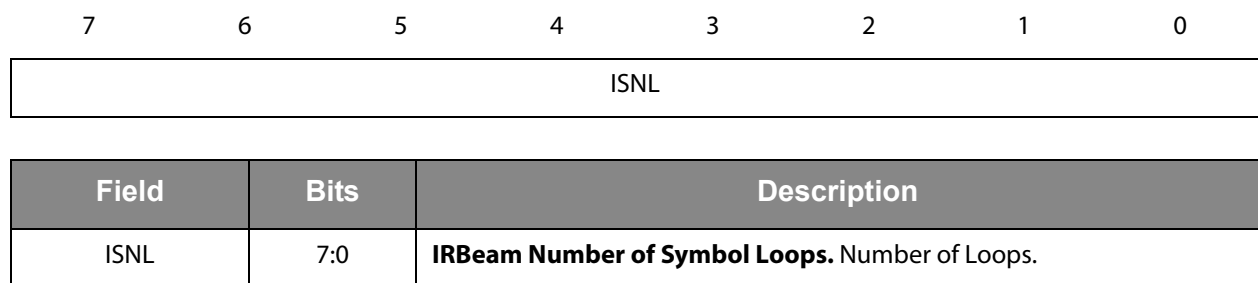 7 6 5 4 3 2 1 0
ISNL
Field Bits Description
ISNL 7:0 IRBeam Number of Symbol Loops. Number of Loops.